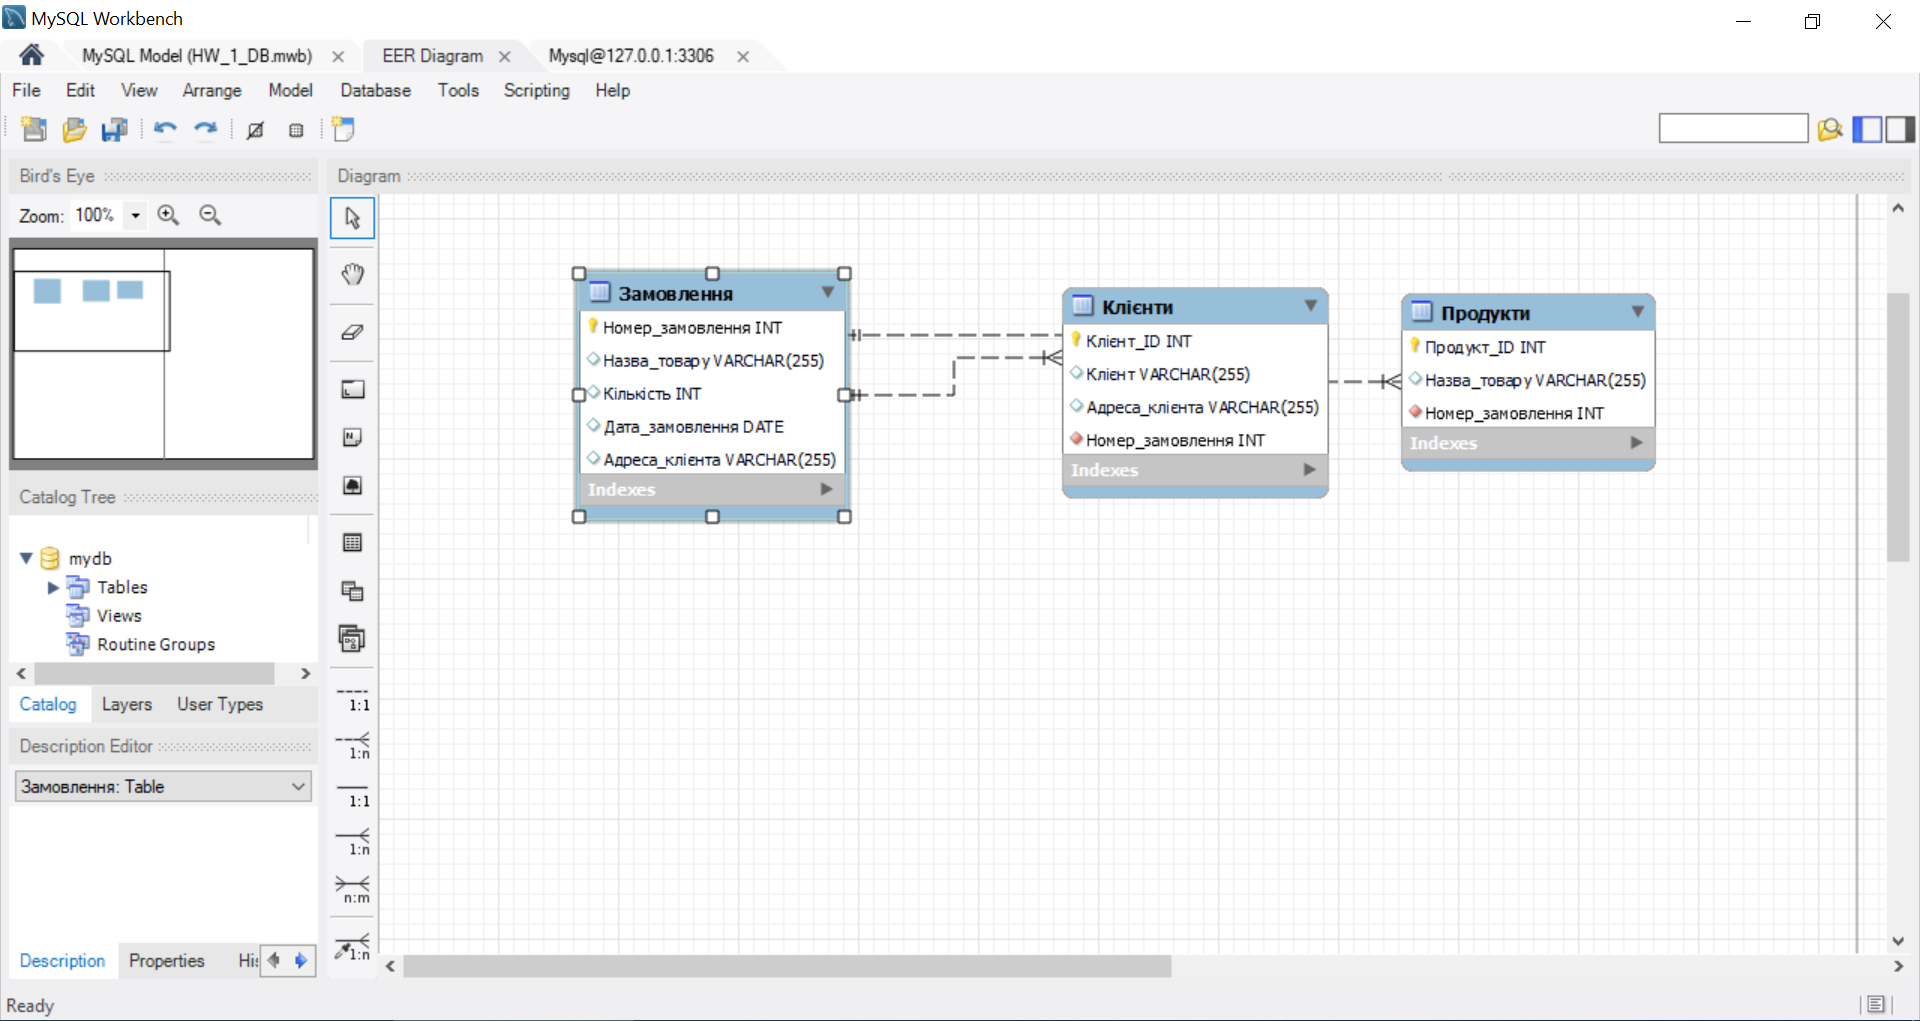 MySQL Workbench
MySQL Model (HW_1_DB.mwb)
EER Diagram
Mysql@127.0.0.1:3306
File Edit View Arrange Model Database Tools Scripting Help
Bird's Eye
Zoom: 100%
Catalog Tree
mydb
Tables
Views
Routine Groups
Catalog Layers User Types
Description Editor
Замовлення: Table
Description Properties His
Ready
Diagram
1:1
1:n
1:1
1:n
n:m
1:n
Замовлення
Номер_замовлення INT
Назва_товару VARCHAR(255)
Кількість INT
Дата_замовлення DATE
Адреса_клієнта VARCHAR(255)
Indexes
Клієнти
Клієнт_ID INT
Клієнт VARCHAR(255)
Адреса_клієнта VARCHAR(255)
Номер_замовлення INT
Indexes
Продукти
Продукт_ID INT
Назва_товару VARCHAR(255)
Номер_замовлення INT
Indexes